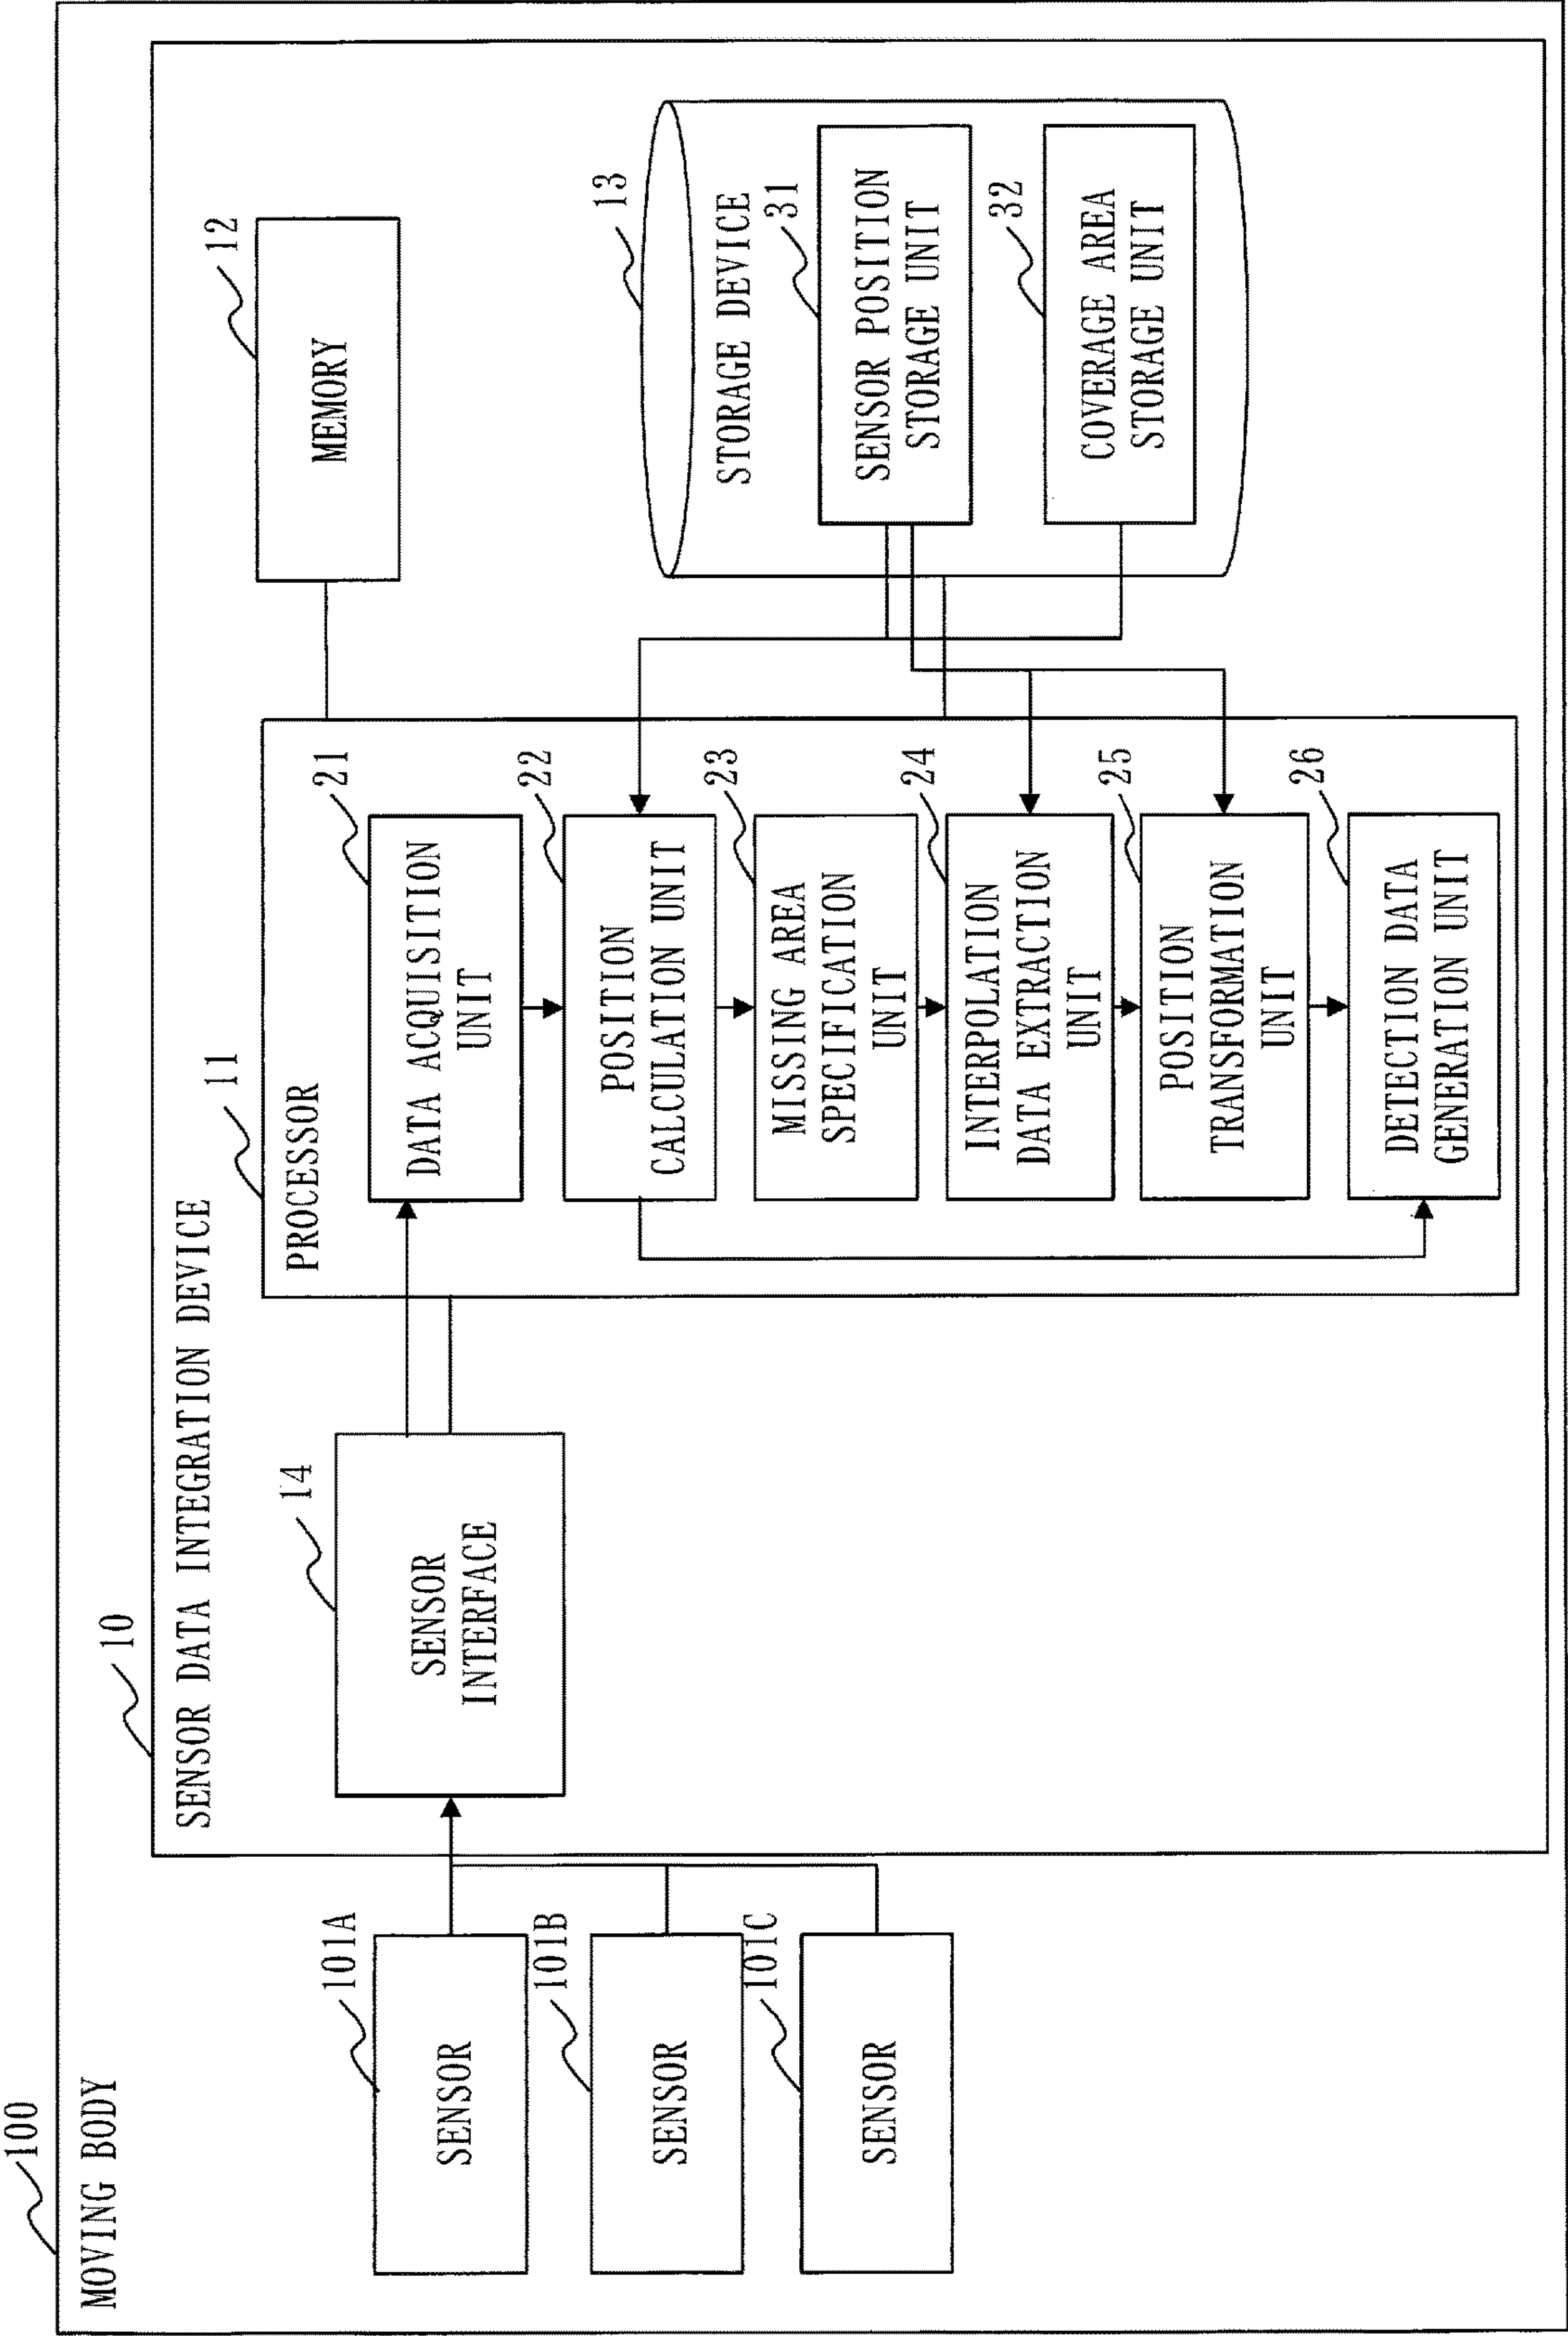 100
MOVING BODY
10
SENSOR DATA INTEGRATION DEVICE
101A
SENSOR
101B
SENSOR
101C
SENSOR
14
SENSOR
INTERFACE
11
PROCESSOR
21
DATA ACQUISITION
UNIT
22
POSITION
CALCULATION UNIT
23
MISSING AREA
SPECIFICATION
UNIT
24
INTERPOLATION
DATA EXTRACTION
UNIT
25
POSITION
TRANSFORMATION
UNIT
26
DETECTION DATA
GENERATION UNIT
12
MEMORY
13
STORAGE DEVICE
31
SENSOR POSITION
STORAGE UNIT
32
COVERAGE AREA
STORAGE UNIT